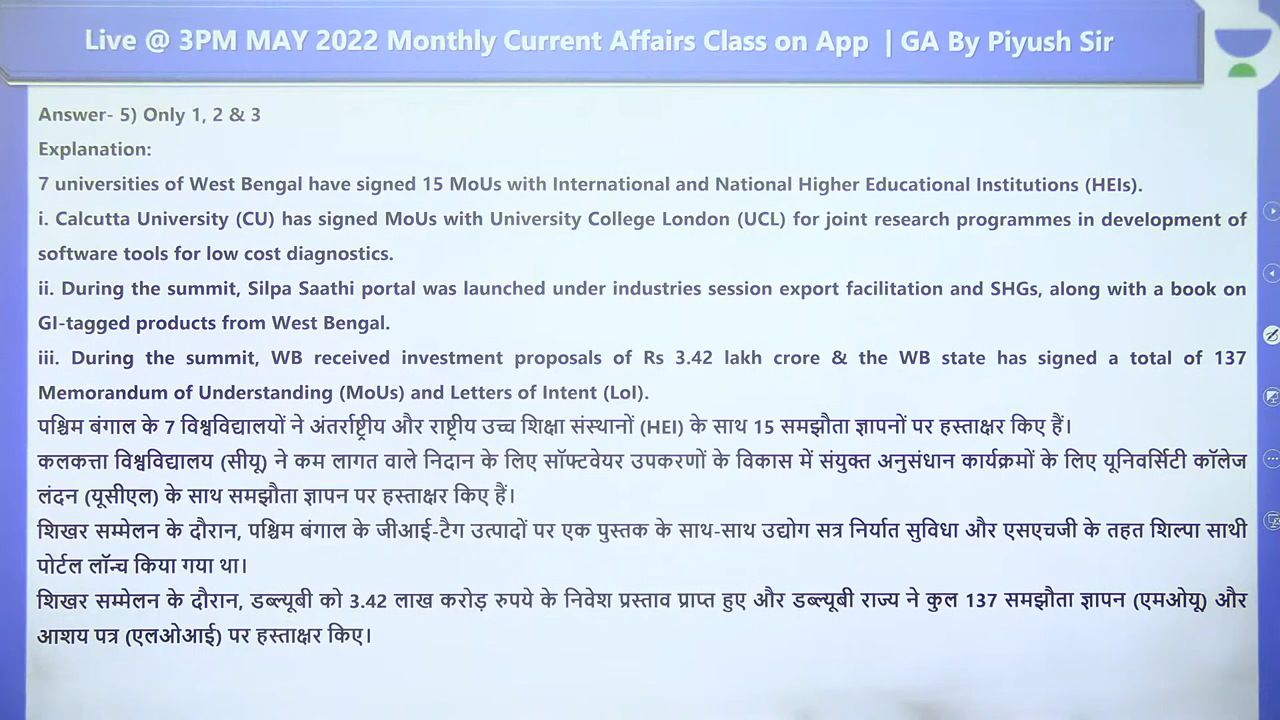 Live @ 3PM MAY 2022 Monthly Current Affairs Class on App | GA By Piyush Sir
Answer- 5) Only 1, 2 & 3
Explanation:
7 universities of West Bengal have signed 15 MoUs with International and National Higher Educational Institutions (HEIs).
i. Calcutta University (CU) has signed MoUs with University College London (UCL) for joint research programmes in development of
software tools for low cost diagnostics.
ii. During the summit, Silpa Saathi portal was launched under industries session export facilitation and SHGs, along with a book on
GI-tagged products from West Bengal.
iii. During the summit, WB received investment proposals of Rs 3.42 lakh crore & the WB state has signed a total of 137
Memorandum of Understanding (MoUs) and Letters of Intent (LoI).
पश्चिम बंगाल के 7 विश्वविद्यालयों ने अंतर्राष्ट्रीय और राष्ट्रीय उच्च शिक्षा संस्थानों (HEI) के साथ 15 समझौता ज्ञापनों पर हस्ताक्षर किए हैं।
कलकत्ता विश्वविद्यालय (सीयू) ने कम लागत वाले निदान के लिए सॉफ्टवेयर उपकरणों के विकास में संयुक्त अनुसंधान कार्यक्रमों के लिए यूनिवर्सिटी कॉलेज
लंदन (यूसीएल) के साथ समझौता ज्ञापन पर हस्ताक्षर किए हैं।
शिखर सम्मेलन के दौरान, पश्चिम बंगाल के जीआई-टैग उत्पादों पर एक पुस्तक के साथ-साथ उद्योग सत्र निर्यात सुविधा और एसएचजी के तहत शिल्पा साथी
पोर्टल लॉन्च किया गया था।
शिखर सम्मेलन के दौरान, डब्ल्यूबी को 3.42 लाख करोड़ रुपये के निवेश प्रस्ताव प्राप्त हुए और डब्ल्यूबी राज्य ने कुल 137 समझौता ज्ञापन (एमओयू) और
आशय पत्र (एलओआई) पर हस्ताक्षर किए।